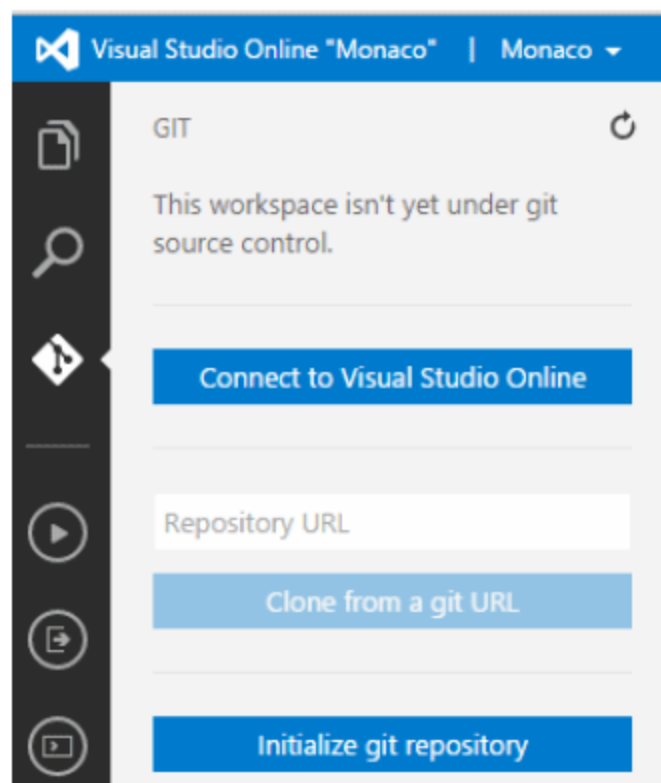 Visual Studio Online "Monaco" | Monaco
GIT
This workspace isn't yet under git
source control.
Connect to Visual Studio Online
Repository URL
Clone from a git URL
Initialize git repository